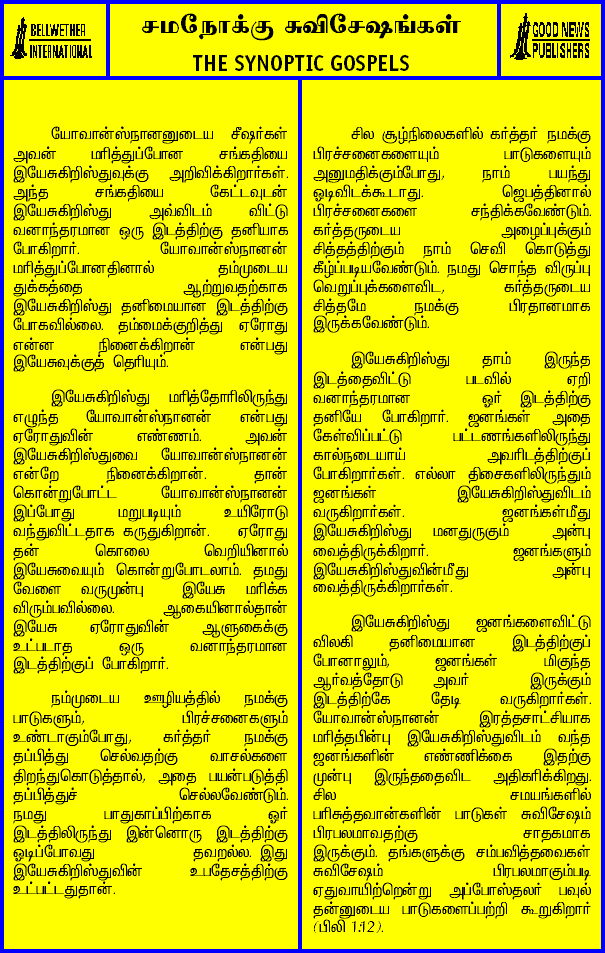 BELLWETHER
INTERNATIONAL
சமநோக்கு சுவிசேஷங்கள்
THE SYNOPTIC GOSPELS
GOOD NEWS
PUBLISHERS
யோவான்ஸ்நானனுடைய சீஷர்கள்
அவன் மரித்துப்போன சங்கதியை
இயேசுகிறிஸ்துவுக்கு அறிவிக்கிறார்கள்.
அந்த சங்கதியை கேட்டவுடன்
இயேசுகிறிஸ்து அவ்விடம் விட்டு
வனாந்தரமான ஒரு இடத்திற்கு தனியாக
போகிறார். யோவான்ஸ்நானன்
மரித்துப்போனதினால் தம்முடைய
துக்கத்தை ஆற்றுவதற்காக
இயேசுகிறிஸ்து தனிமையான இடத்திற்கு
போகவில்லை. தம்மைக்குறித்து ஏரோது
என்ன நினைக்கிறான் என்பது
இயேசுவுக்குத் தெரியும்.
இயேசுகிறிஸ்து மரித்தோரிலிருந்து
எழுந்த யோவான்ஸ்நானன் என்பது
ஏரோதுவின் எண்ணம். அவன்
இயேசுகிறிஸ்துவை யோவான்ஸ்நானன்
என்றே நினைக்கிறான். தான்
கொன்றுபோட்ட யோவான்ஸ்நானன்
இப்போது மறுபடியும் உயிரோடு
வந்துவிட்டதாக கருதுகிறான். ஏரோது
தன் கொலை வெறியினால்
இயேசுவையும் கொன்றுபோடலாம். தமது
வேளை வருமுன்பு இயேசு மரிக்க
விரும்பவில்லை. ஆகையினால்தான்
இயேசு ஏரோதுவின் ஆளுகைக்கு
உட்படாத ஒரு வனாந்தரமான
இடத்திற்குப் போகிறார்.
நம்முடைய ஊழியத்தில் நமக்கு
பாடுகளும், பிரச்சனைகளும்
உண்டாகும்போது, கர்த்தர் நமக்கு
தப்பித்து செல்வதற்கு வாசல்களை
திறந்துகொடுத்தால், அதை பயன்படுத்தி
தப்பித்துச் செல்லவேண்டும்.
நமது பாதுகாப்பிற்காக ஓர்
இடத்திலிருந்து இன்னொரு இடத்திற்கு
ஓடிப்போவது தவறல்ல. இது
இயேசுகிறிஸ்துவின் உபதேசத்திற்கு
உட்பட்டதுதான்.
சில சூழ்நிலைகளில் கர்த்தர் நமக்கு
பிரச்சனைகளையும் பாடுகளையும்
அனுமதிக்கும்போது, நாம் பயந்து
ஓடிவிடக்கூடாது. ஜெபத்தினால்
பிரச்சனைகளை சந்திக்கவேண்டும்.
கர்த்தருடைய அழைப்புக்கும்
சித்தத்திற்கும் நாம் செவி கொடுத்து
கீழ்ப்படியவேண்டும். நமது சொந்த விருப்பு
வெறுப்புக்களைவிட, கர்த்தருடைய
சித்தமே நமக்கு பிரதானமாக
இருக்கவேண்டும்.
இயேசுகிறிஸ்து தாம் இருந்த
இடத்தைவிட்டு படவில் ஏறி
வனாந்தரமான ஓர் இடத்திற்கு
தனியே போகிறார். ஜனங்கள் அதை
கேள்விப்பட்டு பட்டணங்களிலிருந்து
கால்நடையாய் அவரிடத்திற்குப்
போகிறார்கள். எல்லா திசைகளிலிருந்தும்
ஜனங்கள் இயேசுகிறிஸ்துவிடம்
வருகிறார்கள். ஜனங்கள்மீது
இயேசுகிறிஸ்து மனதுருகும் அன்பு
வைத்திருக்கிறார். ஜனங்களும்
இயேசுகிறிஸ்துவின்மீது அன்பு
வைத்திருக்கிறார்கள்.
இயேசுகிறிஸ்து ஜனங்களைவிட்டு
விலகி தனிமையான இடத்திற்குப்
போனாலும், ஜனங்கள் மிகுந்த
ஆர்வத்தோடு அவர் இருக்கும்
இடத்திற்கே தேடி வருகிறார்கள்.
யோவான்ஸ்நானன் இரத்தசாட்சியாக
மரித்தபின்பு இயேசுகிறிஸ்துவிடம் வந்த
ஜனங்களின் எண்ணிக்கை இதற்கு
முன்பு இருந்ததைவிட அதிகரிக்கிறது.
சில சமயங்களில்
பரிசுத்தவான்களின் பாடுகள் சுவிசேஷம்
பிரபலமாவதற்கு சாதகமாக
இருக்கும். தங்களுக்கு சம்பவித்தவைகள்
சுவிசேஷம் பிரபலமாகும்படி
ஏதுவாயிற்றென்று அப்போஸ்தலர் பவுல்
தன்னுடைய பாடுகளைப்பற்றி கூறுகிறார்
(பிலி 1:12).